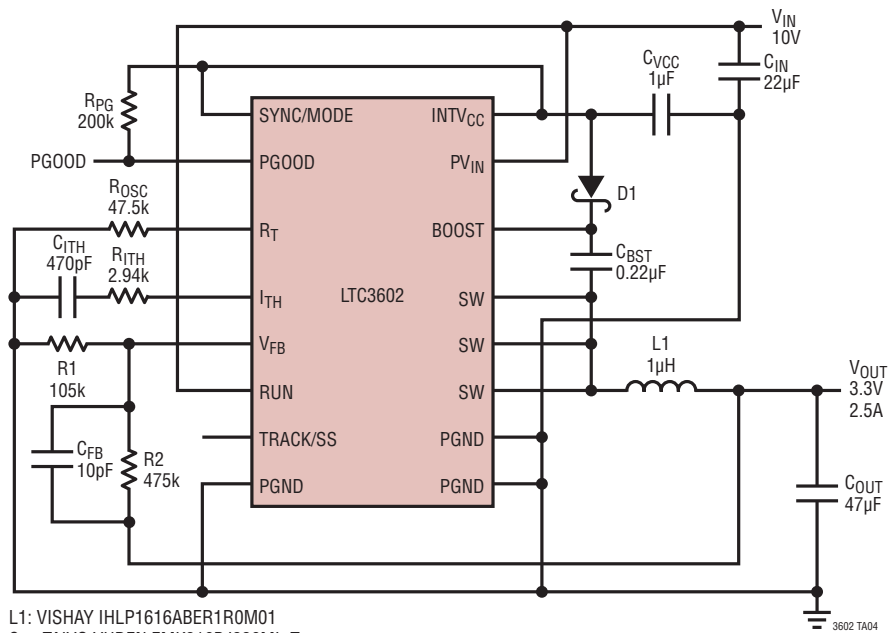 VIN
10V
CIN
22µF
CVCC
1µF
RPG
200k
PGOOD
ROSC
47.5k
CITH
470pF
RITH
2.94k
R1
105k
CFB
10pF
R2
475k
SYNC/MODE
PGOOD
RT
ITH
VFB
RUN
TRACK/SS
PGND
LTC3602
INTVCC
PVIN
BOOST
SW
SW
SW
PGND
PGND
D1
CBST
0.22µF
L1
1µH
VOUT
3.3V
2.5A
COUT
47µF
L1: VISHAY IHLP1616ABER1R0M01
3602 TA04